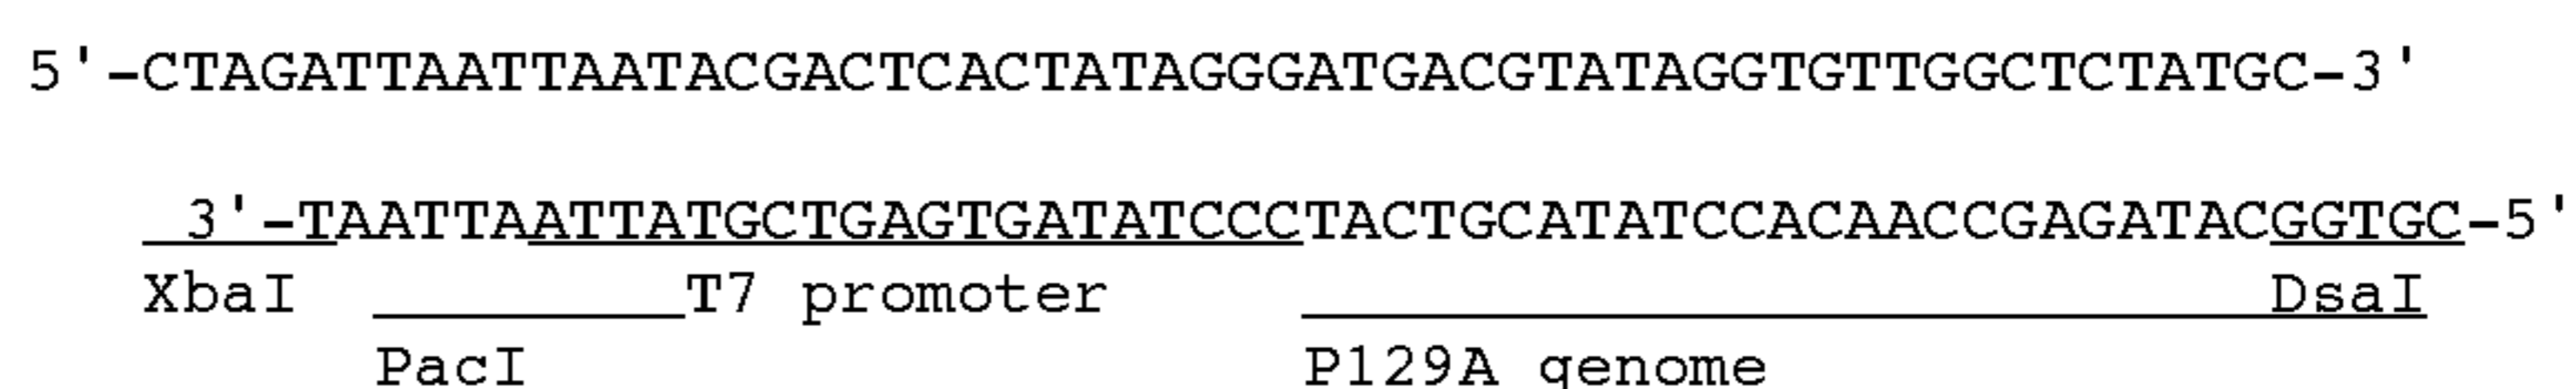 5'-CTAGATTAATTAATACGACTCACTATAGGGATGACGTATAGGTGTTGGCTCTATGC-3'
3'-TAATTAATTATGCTGAGTGATATCCCTACTGCATATCCACAACCGAGATACGGTGC-5'
XbaI T7 promoter DsaI
PacI P129A genome